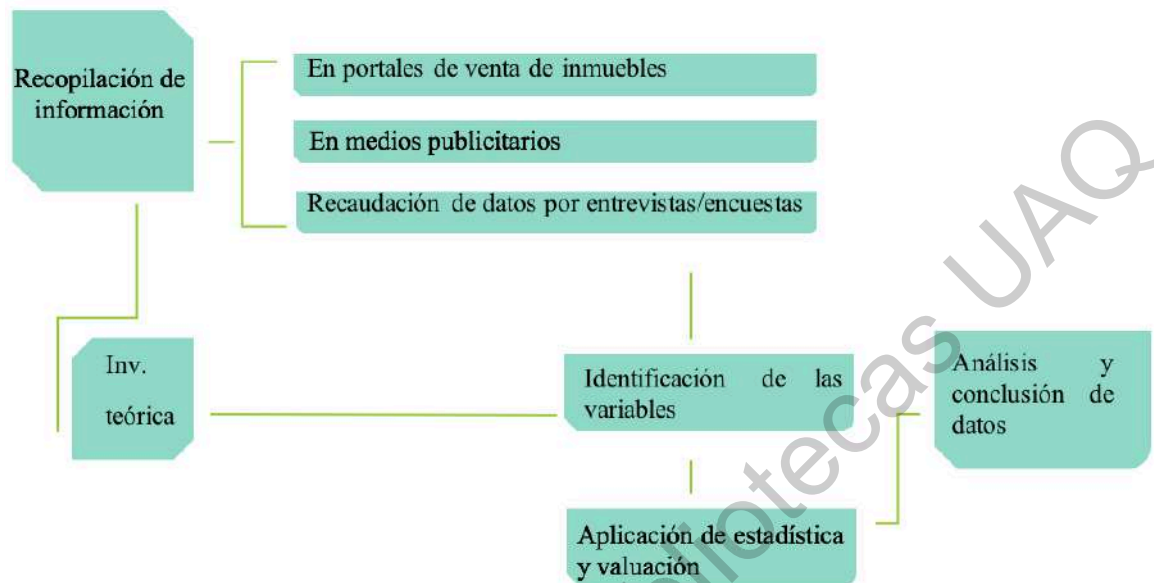 Recopilación de
información
En portales de venta de inmuebles
En medios publicitarios
Recaudación de datos por entrevistas/encuestas
Inv.
teórica
Identificación de las
variables
Análisis y
conclusión de
datos
Aplicación de estadística
y valuación
UAQ